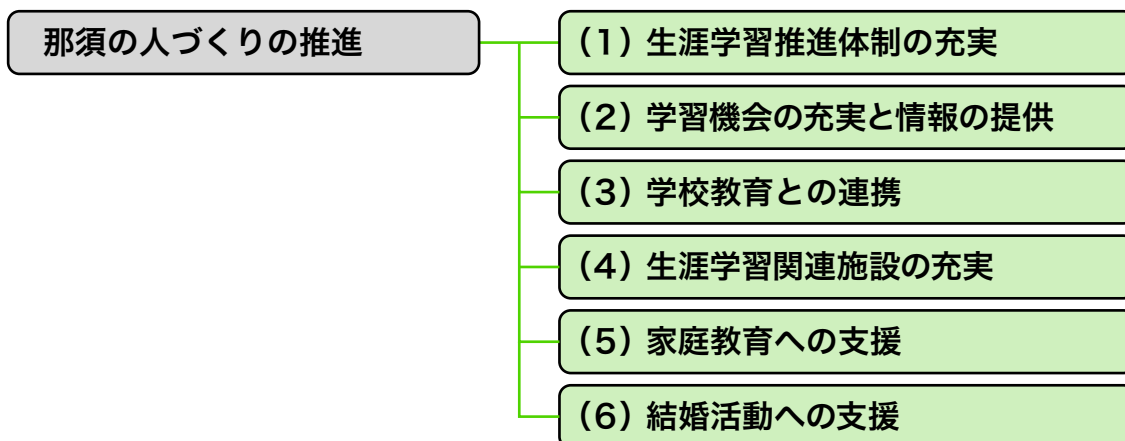 那須の人づくりの推進
（1）生涯学習推進体制の充実
（2）学習機会の充実と情報の提供
（3）学校教育との連携
（4）生涯学習関連施設の充実
（5）家庭教育への支援
（6）結婚活動への支援